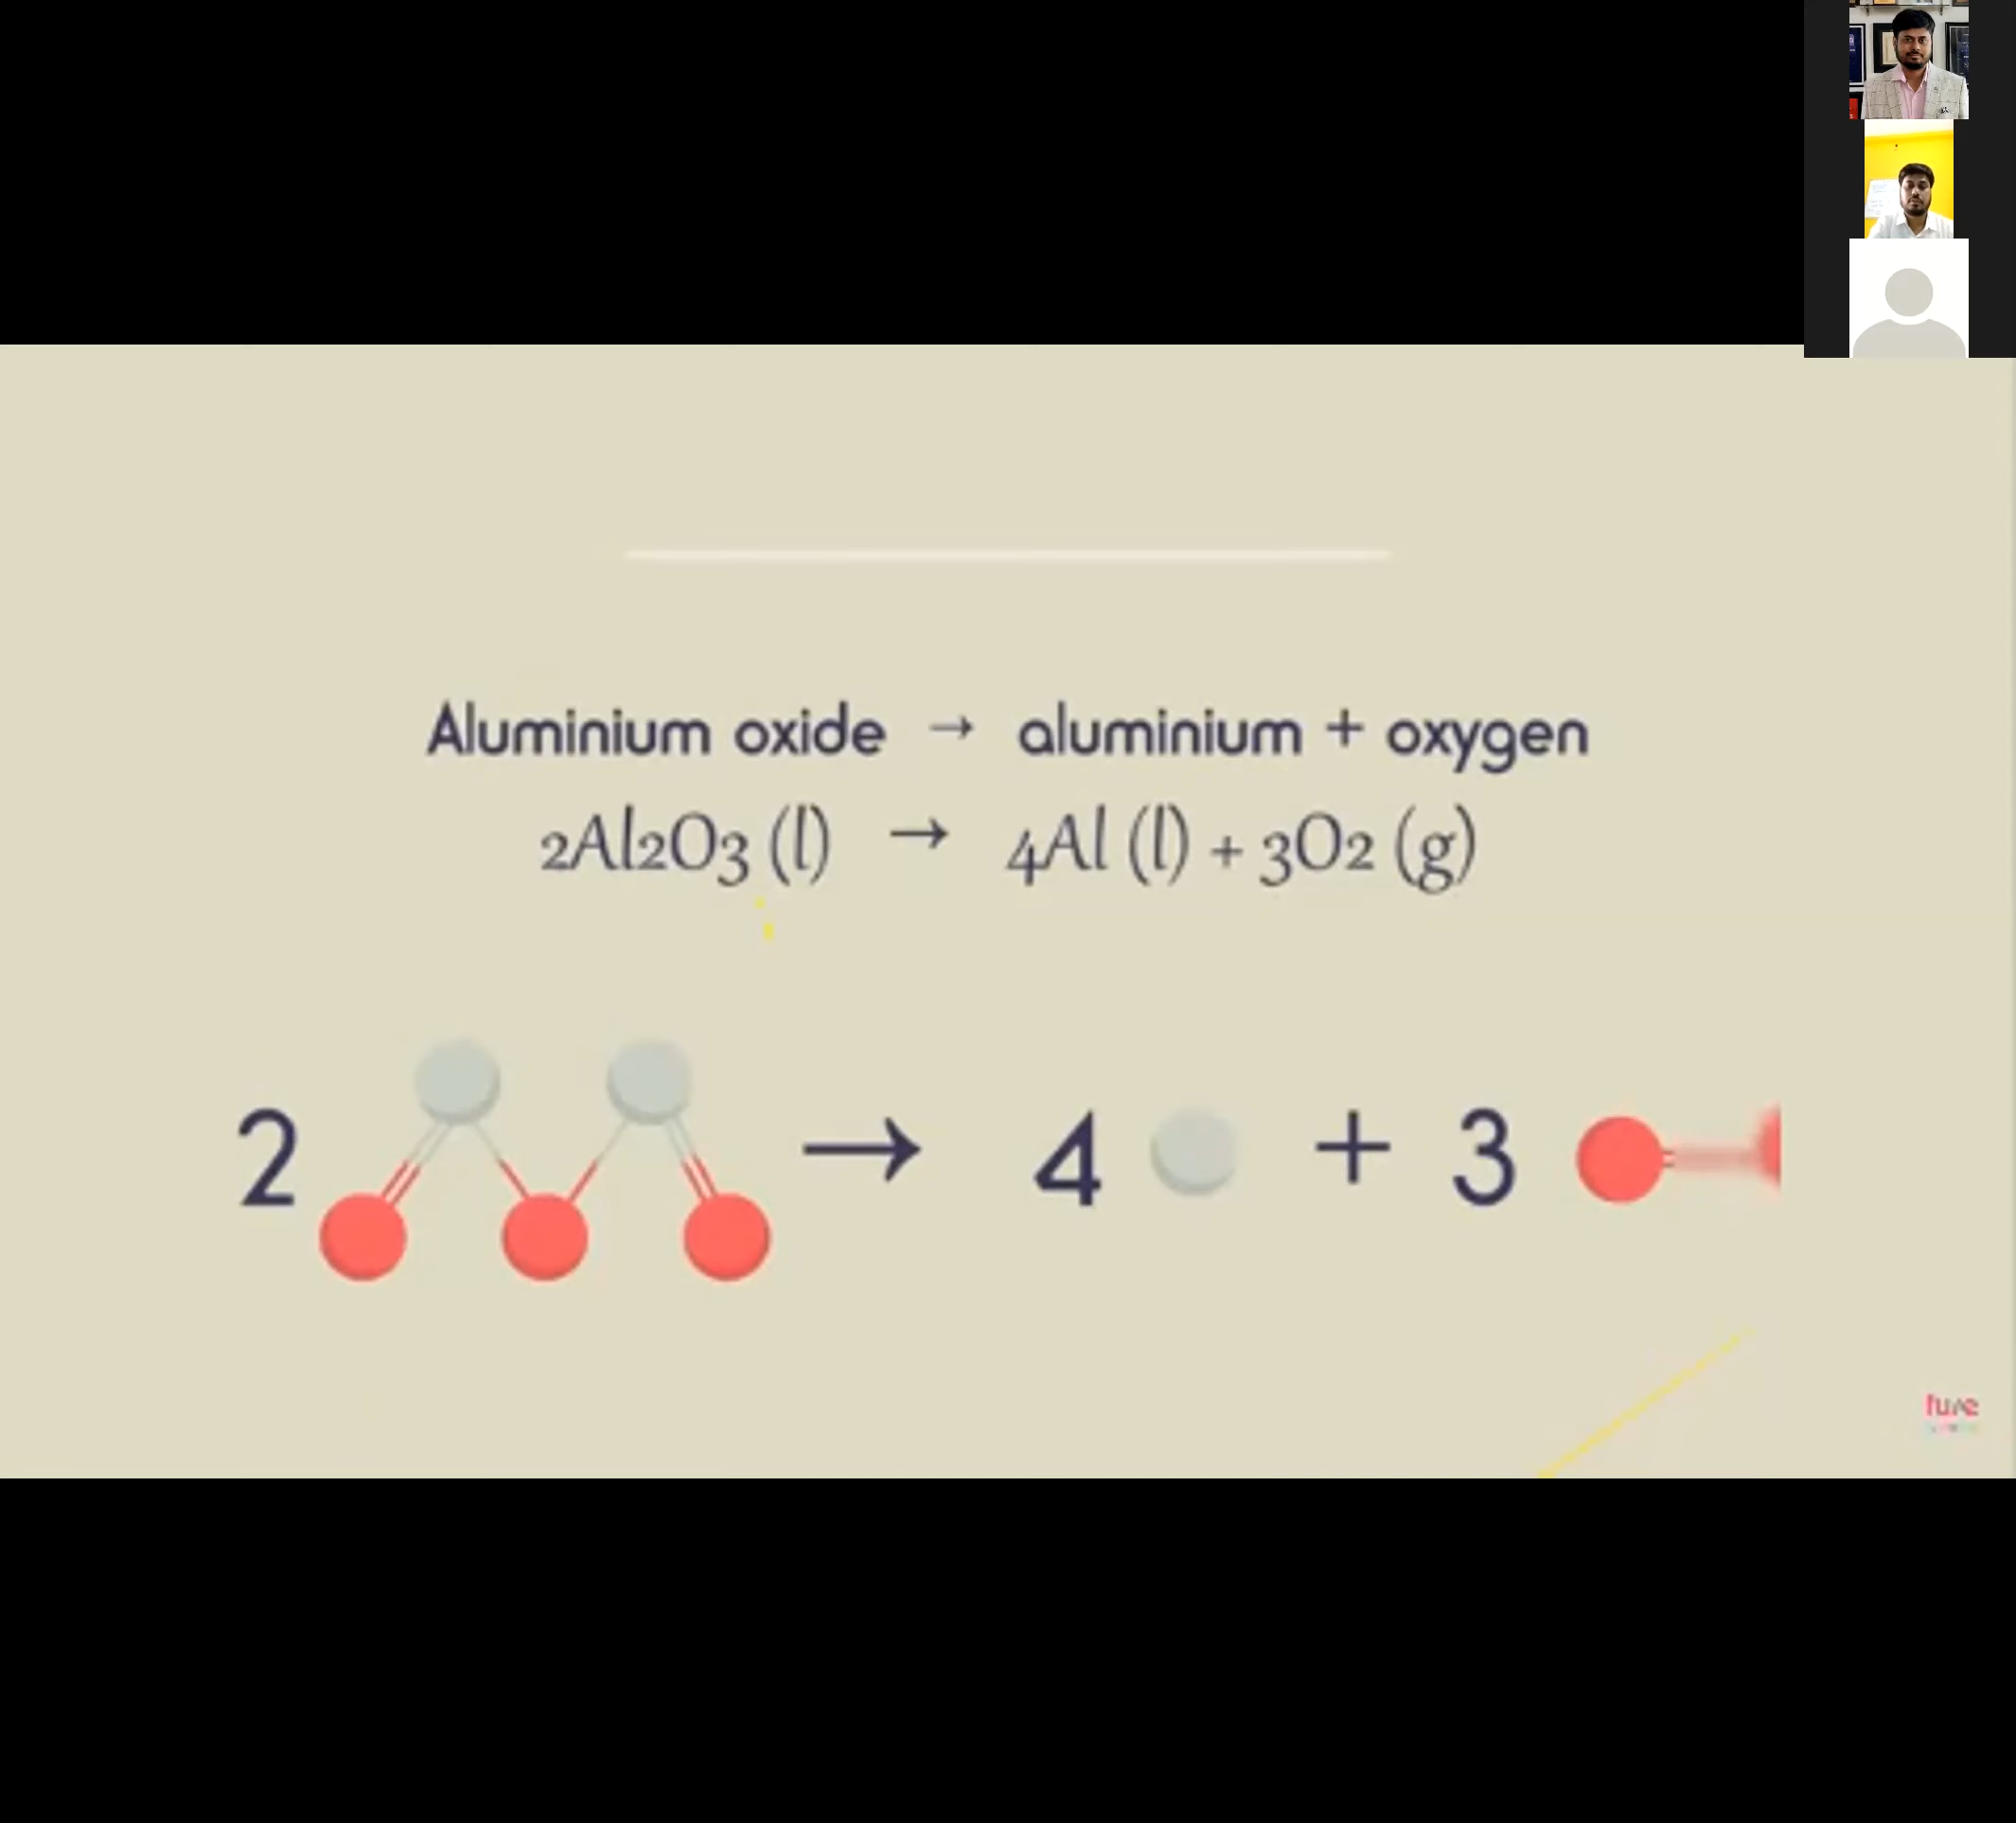 Aluminium oxide → aluminium + oxygen
2Al2O3 (l) → 4Al (l) + 3O2 (g)
2 → 4 + 3